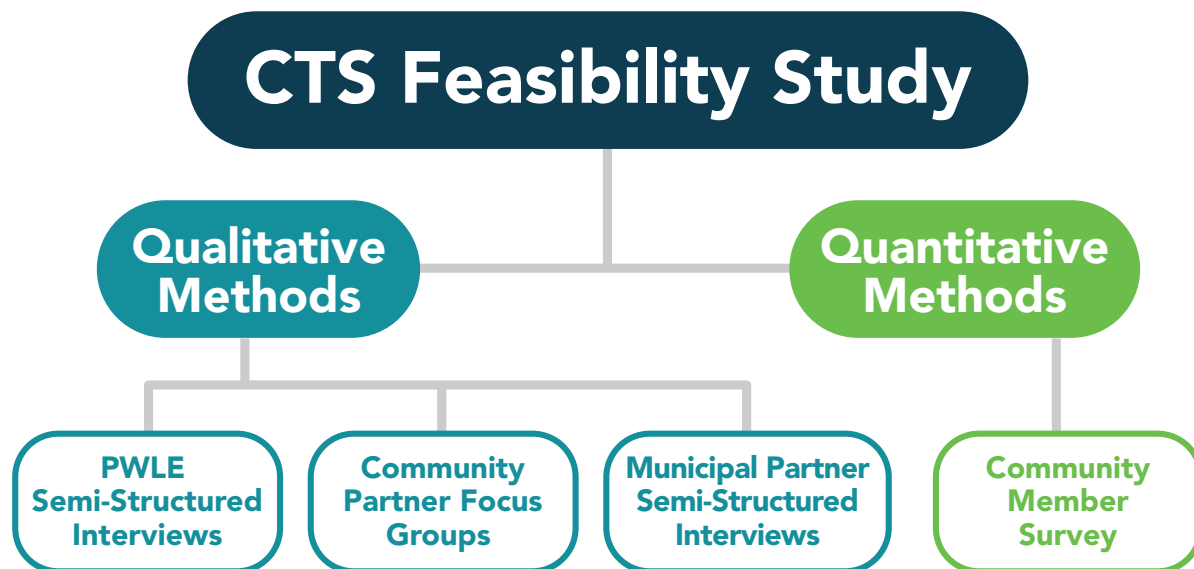 CTS Feasibility Study
Qualitative
Methods
Quantitative
Methods
PWLE
Semi-Structured
Interviews
Community
Partner Focus
Groups
Municipal Partner
Semi-Structured
Interviews
Community
Member
Survey